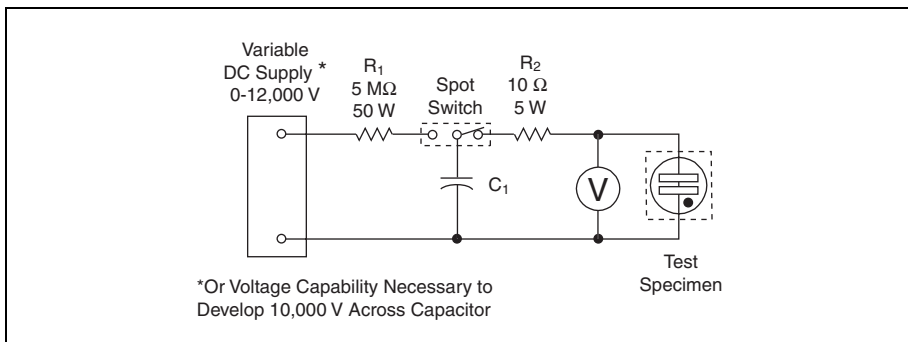 Variable
DC Supply *
0-12,000 V
R1
5 MΩ
50 W
Spot
Switch
R2
10 Ω
5 W
C1
V
Test
Specimen
*Or Voltage Capability Necessary to
Develop 10,000 V Across Capacitor